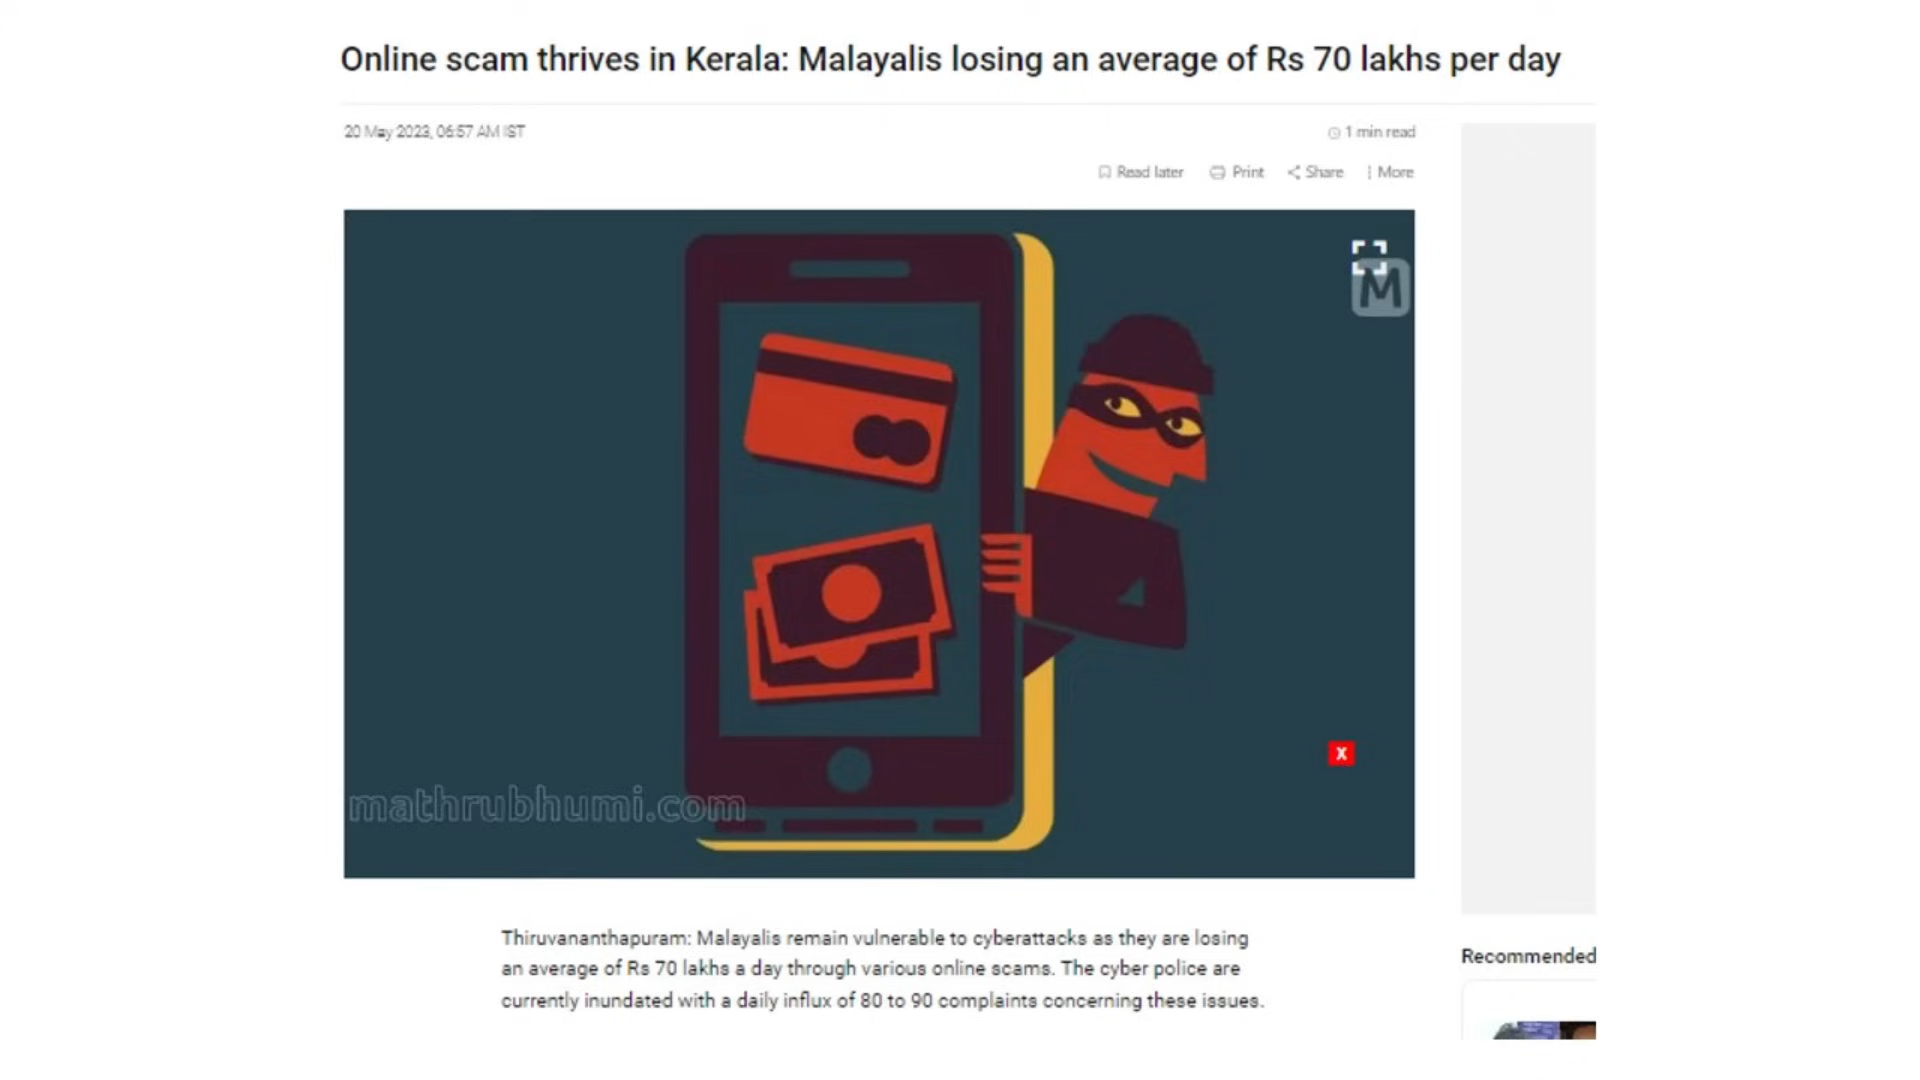 Online scam thrives in Kerala: Malayalis losing an average of Rs 70 lakhs per day
20 May 2023, 06:57 AM IST
1 min read
Read later
Print
Share
More
M
X
mathrubhumi.com
Thiruvananthapuram: Malayalis remain vulnerable to cyberattacks as they are losing
an average of Rs 70 lakhs a day through various online scams. The cyber police are
currently inundated with a daily influx of 80 to 90 complaints concerning these issues.
Recommended